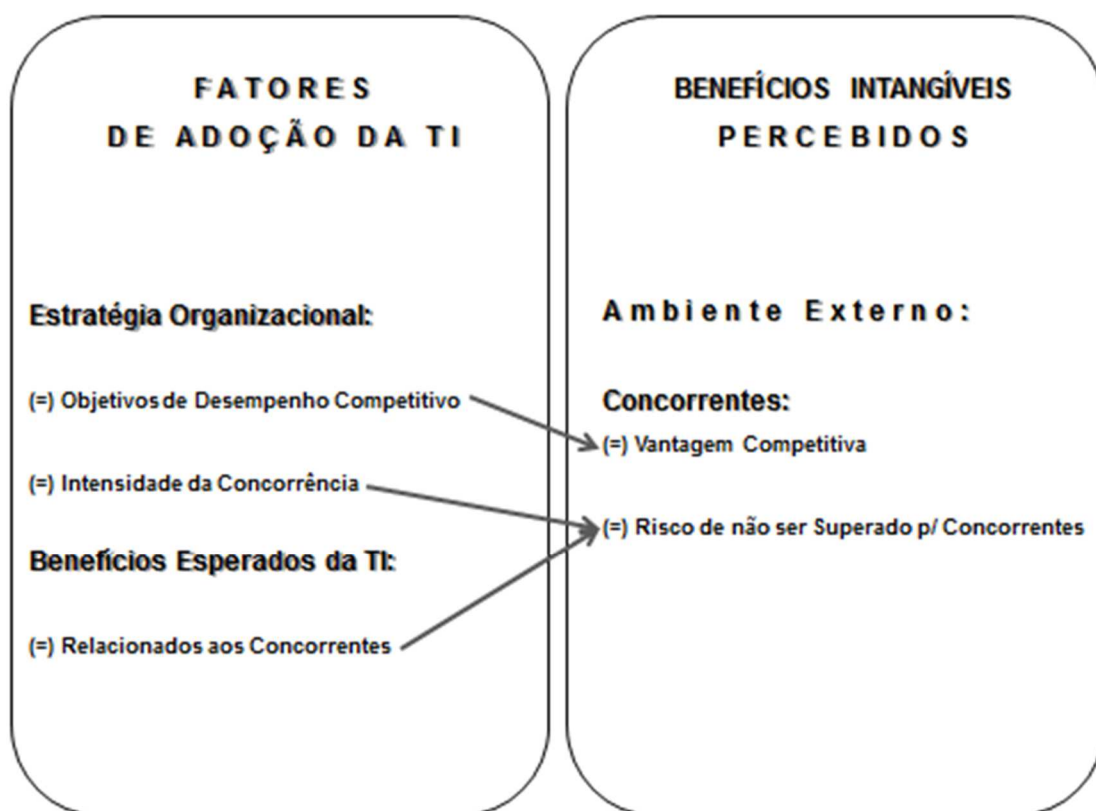 FATORES
DE ADOÇÃO DA TI
Estratégia Organizacional:
(=) Objetivos de Desempenho Competitivo
(=) Intensidade da Concorrência
Benefícios Esperados da TI:
(=) Relacionados aos Concorrentes
BENEFÍCIOS INTANGÍVEIS
PERCEBIDOS
Ambiente Externo:
Concorrentes:
(=) Vantagem Competitiva
(=) Risco de não ser Superado p/ Concorrentes